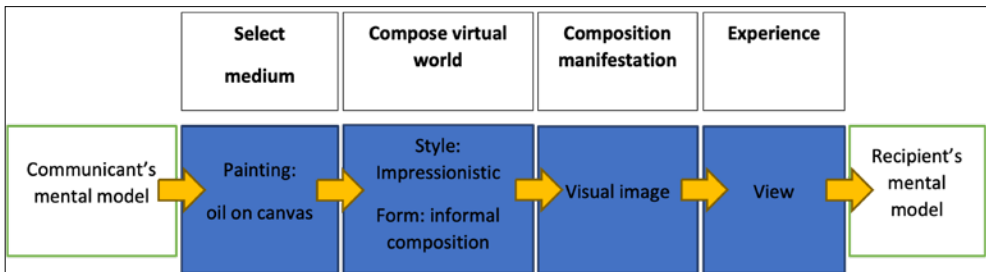 Select
medium
Compose virtual
world
Composition
manifestation
Experience
Communicant’s
mental model
Painting:
oil on canvas
Style:
Impressionistic
Form: informal
composition
Visual image
View
Recipient’s
mental
model